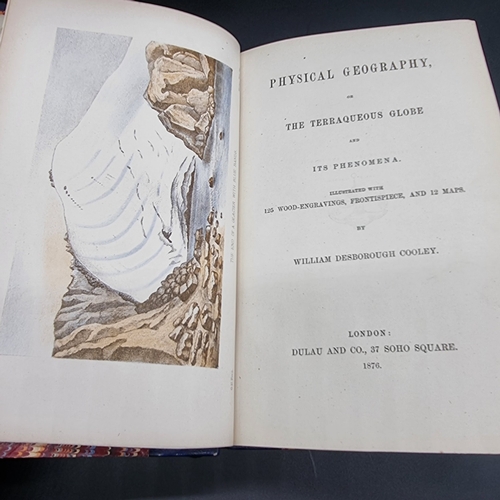 PHYSICAL GEOGRAPHY,
OR
THE TERRAQUEOUS GLOBE
AND
ITS PHENOMENA.
ILLUSTRATED WITH
125 WOOD-ENGRAVINGS, FRONTISPIECE, AND 12 MAPS.
BY
WILLIAM DESBOROUGH COOLEY.
LONDON:
DULAU AND CO., 37 SOHO SQUARE.
1876.